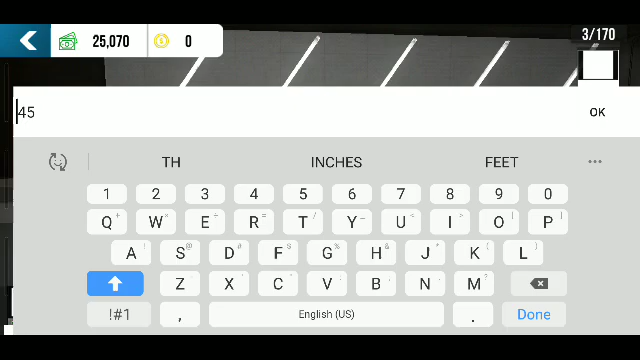 25,070 0 3/170
45 OK
TH INCHES FEET ...
1 2 3 4 5 6 7 8 9 0
Q + W × E ÷ R = T / Y _ U < I > O [ P ]
A ! S @ D # F $ G % H & J * K ( L )
Z - X ' C " V : B ; N , M ?
!#1 , English (US) . Done